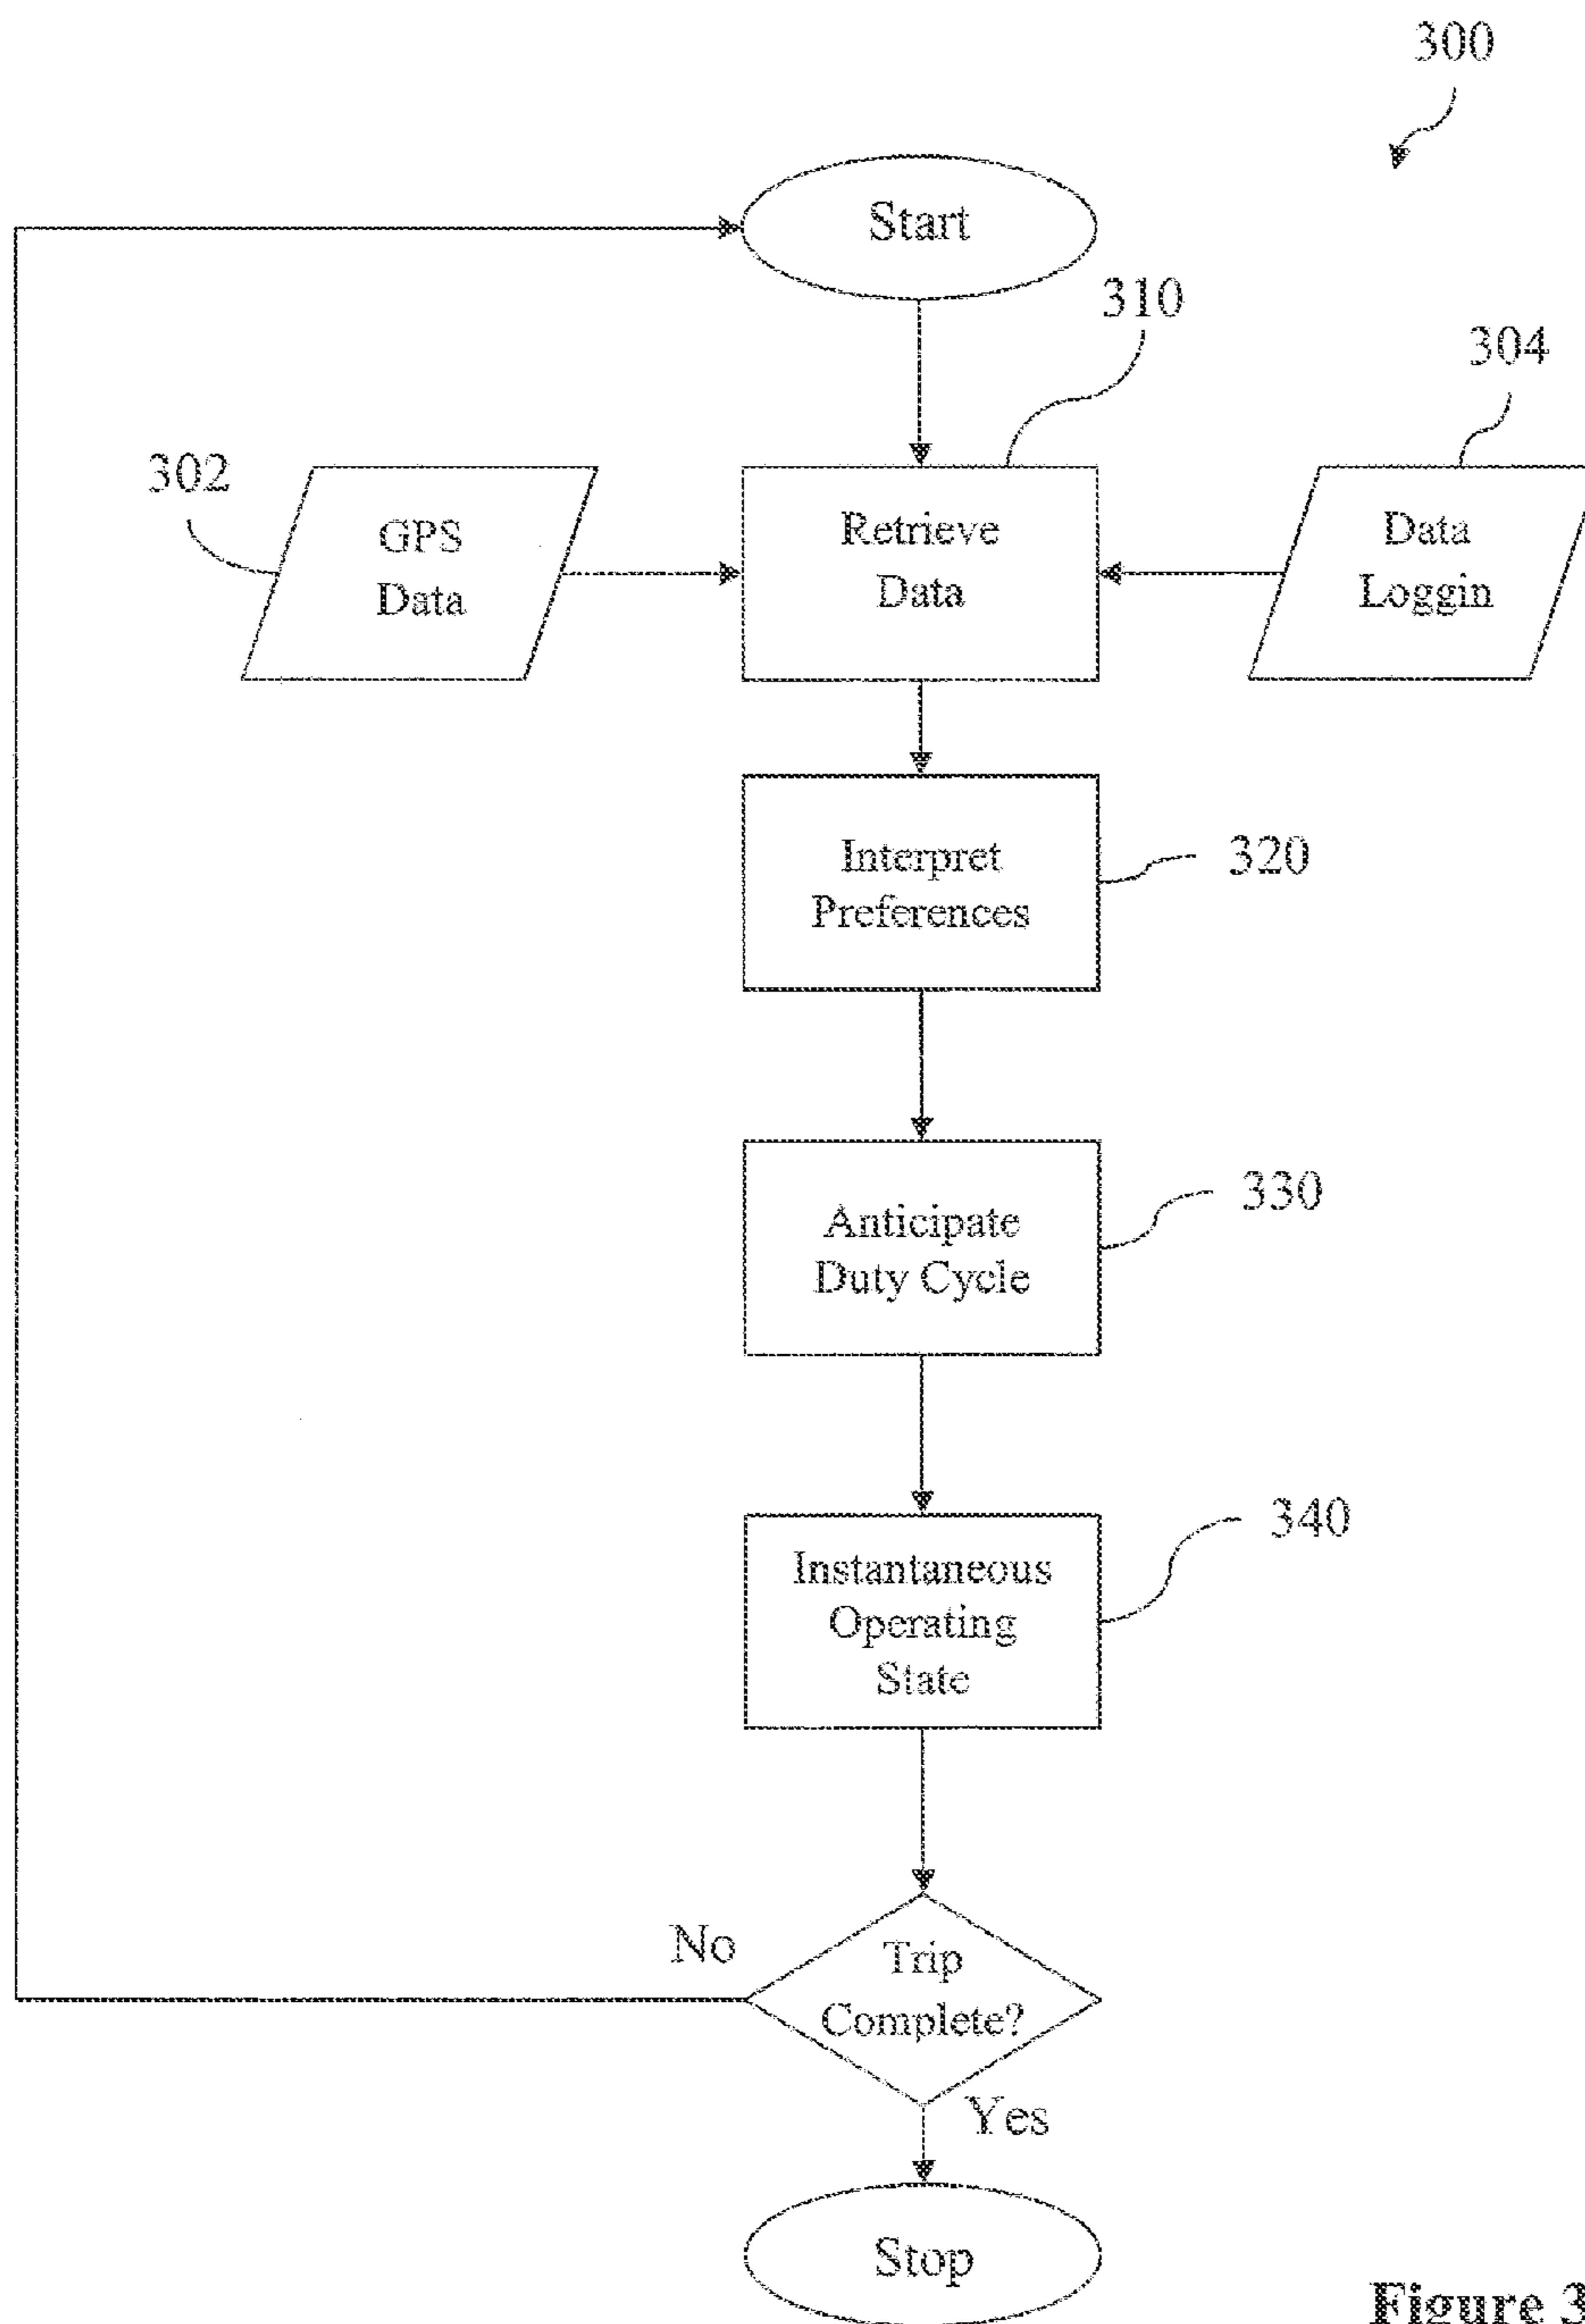 300
Start
310
304
302
GPS
Data
Retrieve
Data
Data
Loggin
Interpret
Preferences
320
Anticipate
Duty Cycle
330
Instantaneous
Operating
State
340
No
Trip
Complete?
Yes
Stop
Figure 3